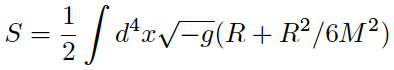 S = \frac{1}{2} \int d^4x \sqrt{-g}(R + R^2/6M^2)